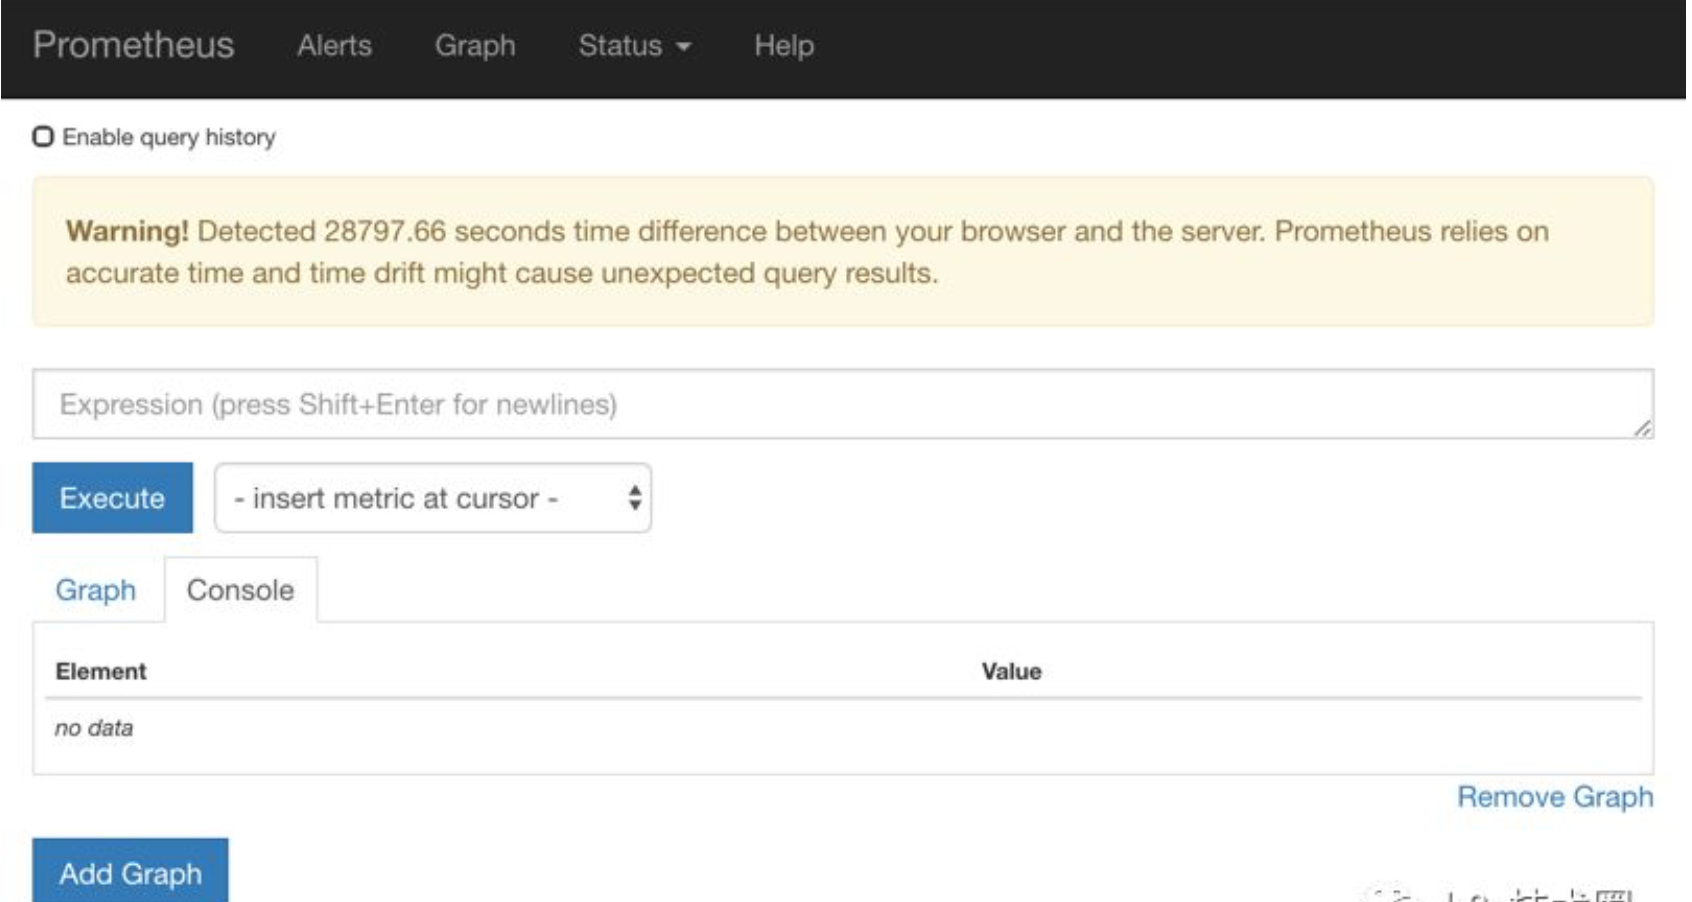 Prometheus Alerts Graph Status Help
Enable query history
Warning! Detected 28797.66 seconds time difference between your browser and the server. Prometheus relies on
accurate time and time drift might cause unexpected query results.
Expression (press Shift+Enter for newlines)
Execute - insert metric at cursor -
Graph Console
Element Value
no data
Remove Graph
Add Graph